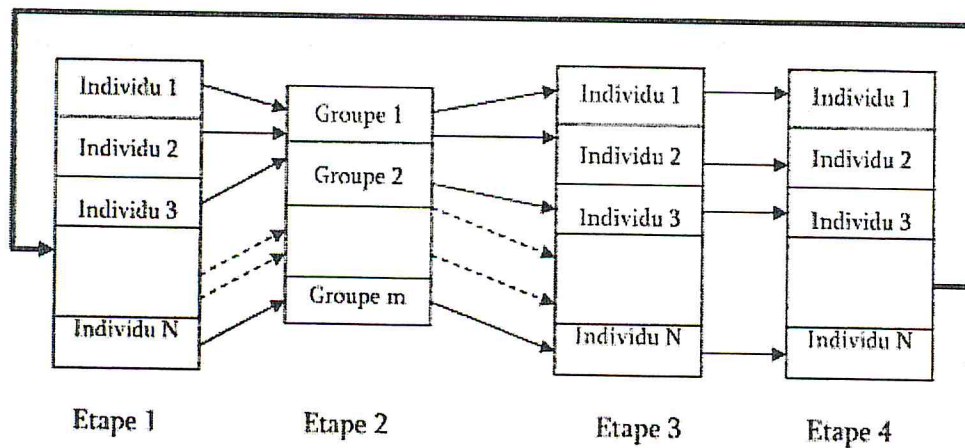 Individu 1
Individu 2
Individu 3
Individu N
Etape 1
Groupe 1
Groupe 2
Groupe m
Etape 2
Individu 1
Individu 2
Individu 3
Individu N
Etape 3
Individu 1
Individu 2
Individu 3
Individu N
Etape 4